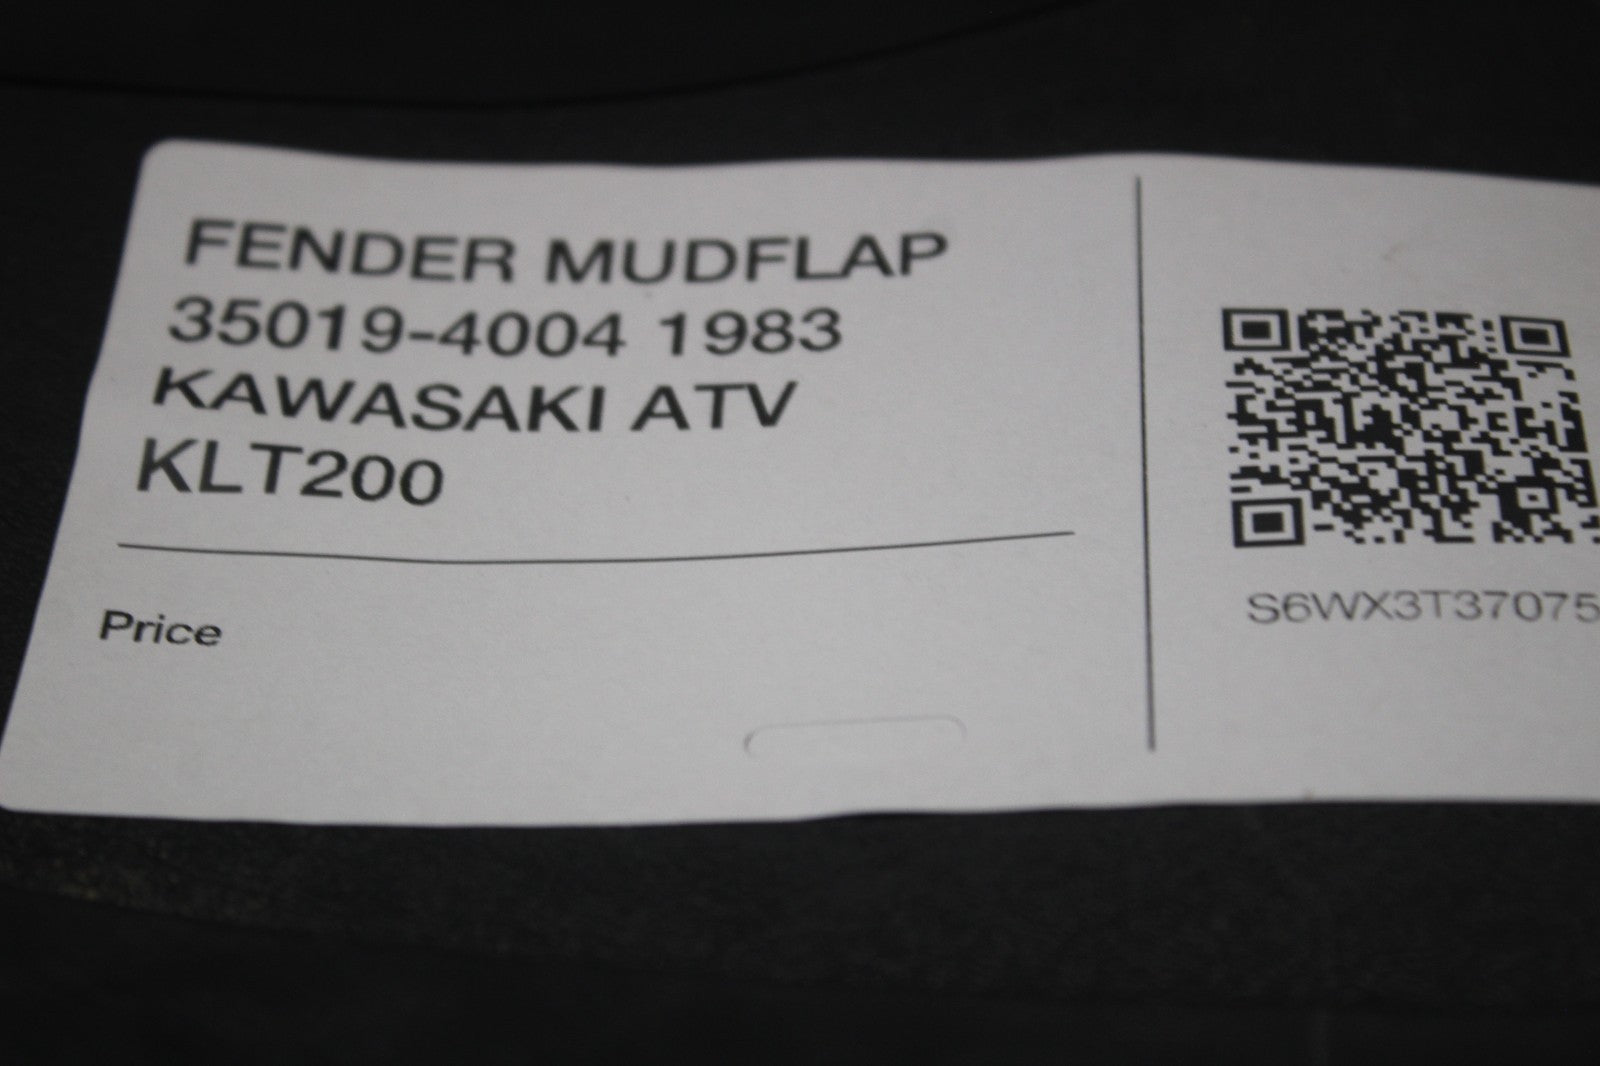 FENDER MUDFLAP
35019-4004 1983
KAWASAKI ATV
KLT200
Price
S6WX3T37075